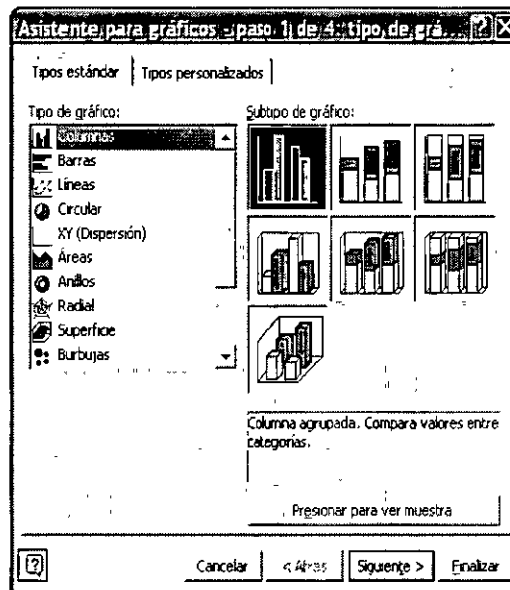 Asistente para gráficos - paso 1 de 4: tipo de grá...
Tipos estándar
Tipos personalizados
Tipo de gráfico:
Columnas
Barras
Líneas
Circular
XY (Dispersión)
Áreas
Anillos
Radial
Superficie
Burbujas
Subtipo de gráfico:
Columna agrupada. Compara valores entre
categorías.
Presionar para ver muestra
Cancelar
< Atrás
Siguiente >
Finalizar